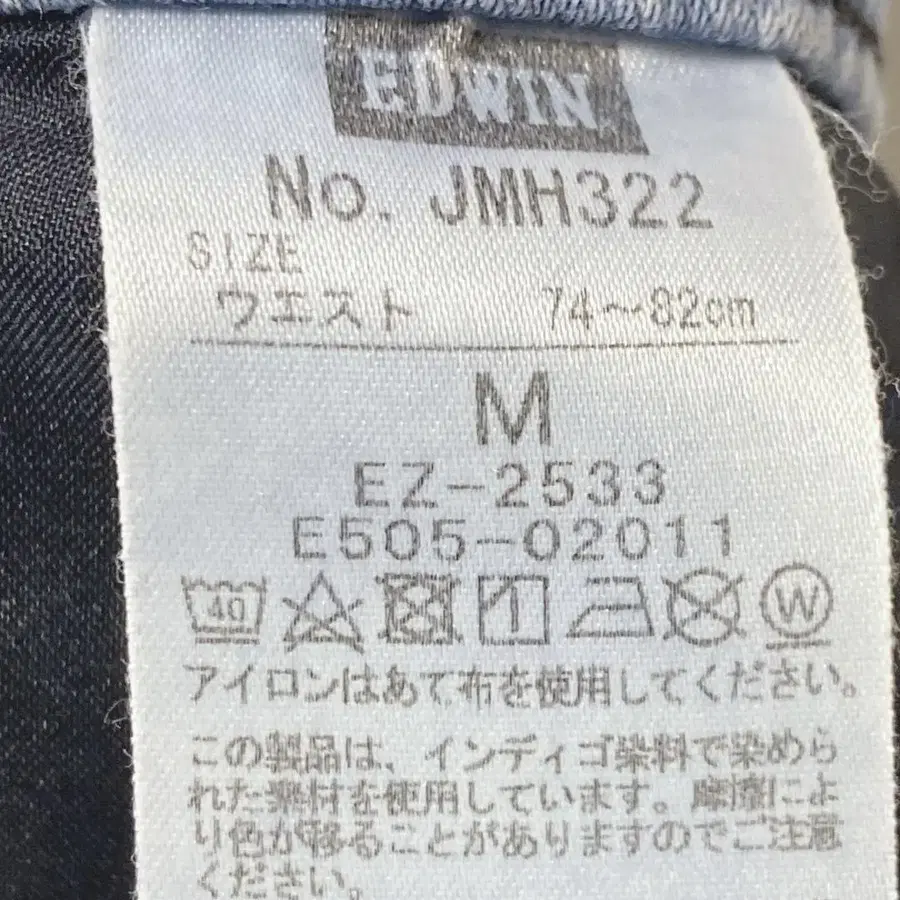 EDWIN
No. JMH322
SIZE
ウエスト 74〜82cm
M
EZ-2533
E505-02011
40 W
アイロンはあて布を使用してください。
この製品は、インディゴ染料で染めら
れた素材を使用しています。摩擦によ
り色が移ることがありますのでご注意
ください。